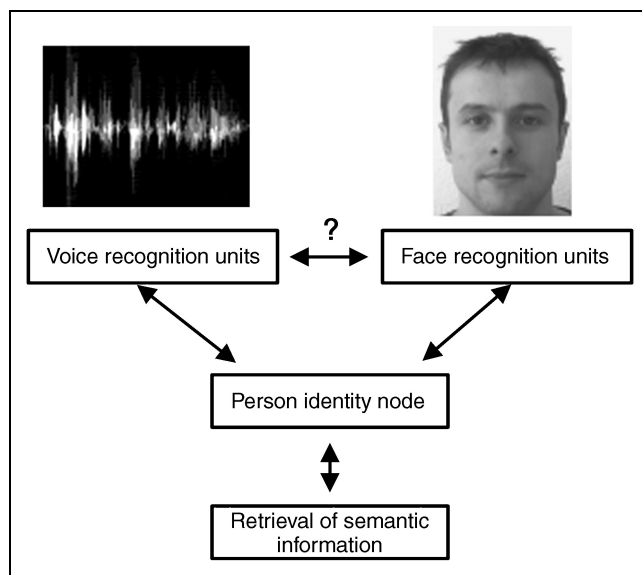 ?
Voice recognition units
Face recognition units
Person identity node
Retrieval of semantic
information